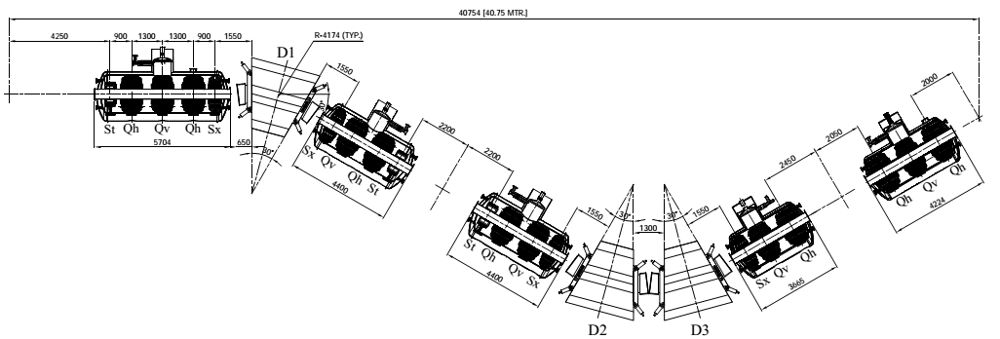 40754 [40.75 MTR.]
4250
900
1300
1300
900
1550
R-4174 (TYP.)
D1
1550
2000
St
Qh
Qv
Qh
Sx
5704
650
30°
2200
2200
2050
2450
Sx
Qv
Qh
St
4400
Qh
Qv
Qh
4224
1550
30°
1300
30°
1550
St
Qh
Qv
Sx
4400
Sx
Qv
Qh
3665
D2
D3